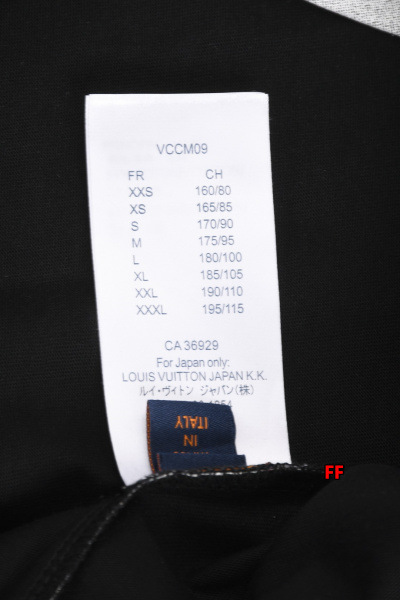 VCCM09
FR CH
XXS 160/80
XS 165/85
S 170/90
M 175/95
L 180/100
XL 185/105
XXL 190/110
XXXL 195/115
CA 36929
For Japan only:
LOUIS VUITTON JAPAN K.K.
ルイ・ヴィトン ジャパン(株)
IN
ITALY
FF